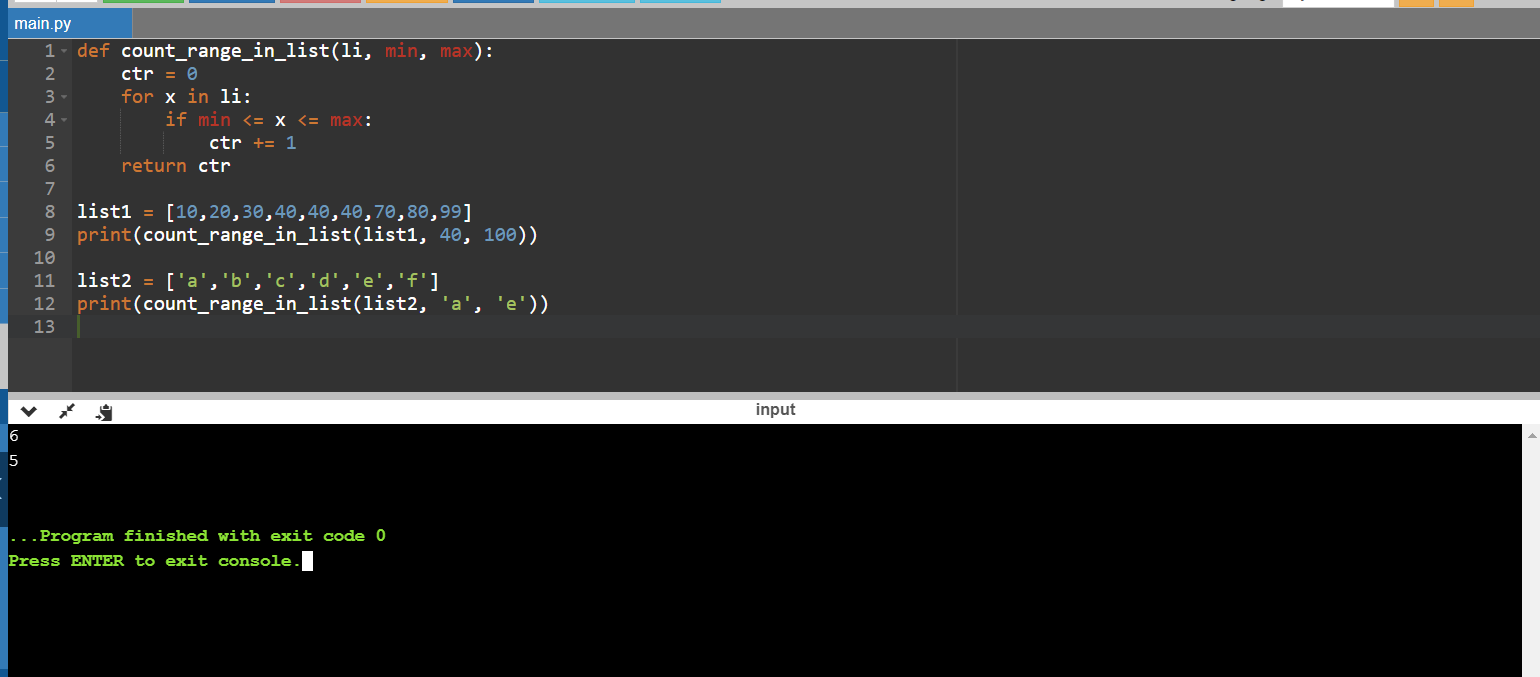 main.py
1 def count_range_in_list(li, min, max):
2     ctr = 0
3     for x in li:
4         if min <= x <= max:
5             ctr += 1
6     return ctr
7
8 list1 = [10,20,30,40,40,40,70,80,99]
9 print(count_range_in_list(list1, 40, 100))
10
11 list2 = ['a','b','c','d','e','f']
12 print(count_range_in_list(list2, 'a', 'e'))
13
input
6
5
...Program finished with exit code 0
Press ENTER to exit console.